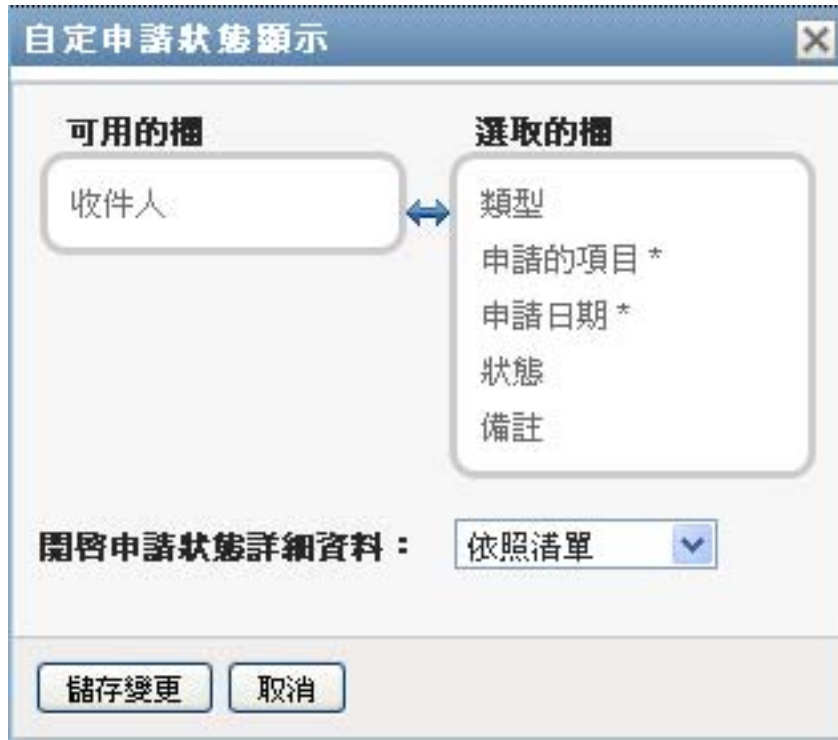 自定申請狀態顯示
可用的欄
選取的欄
收件人
類型
申請的項目 *
申請日期 *
狀態
備註
開啓申請狀態詳細資料：
依照清單
儲存變更
取消